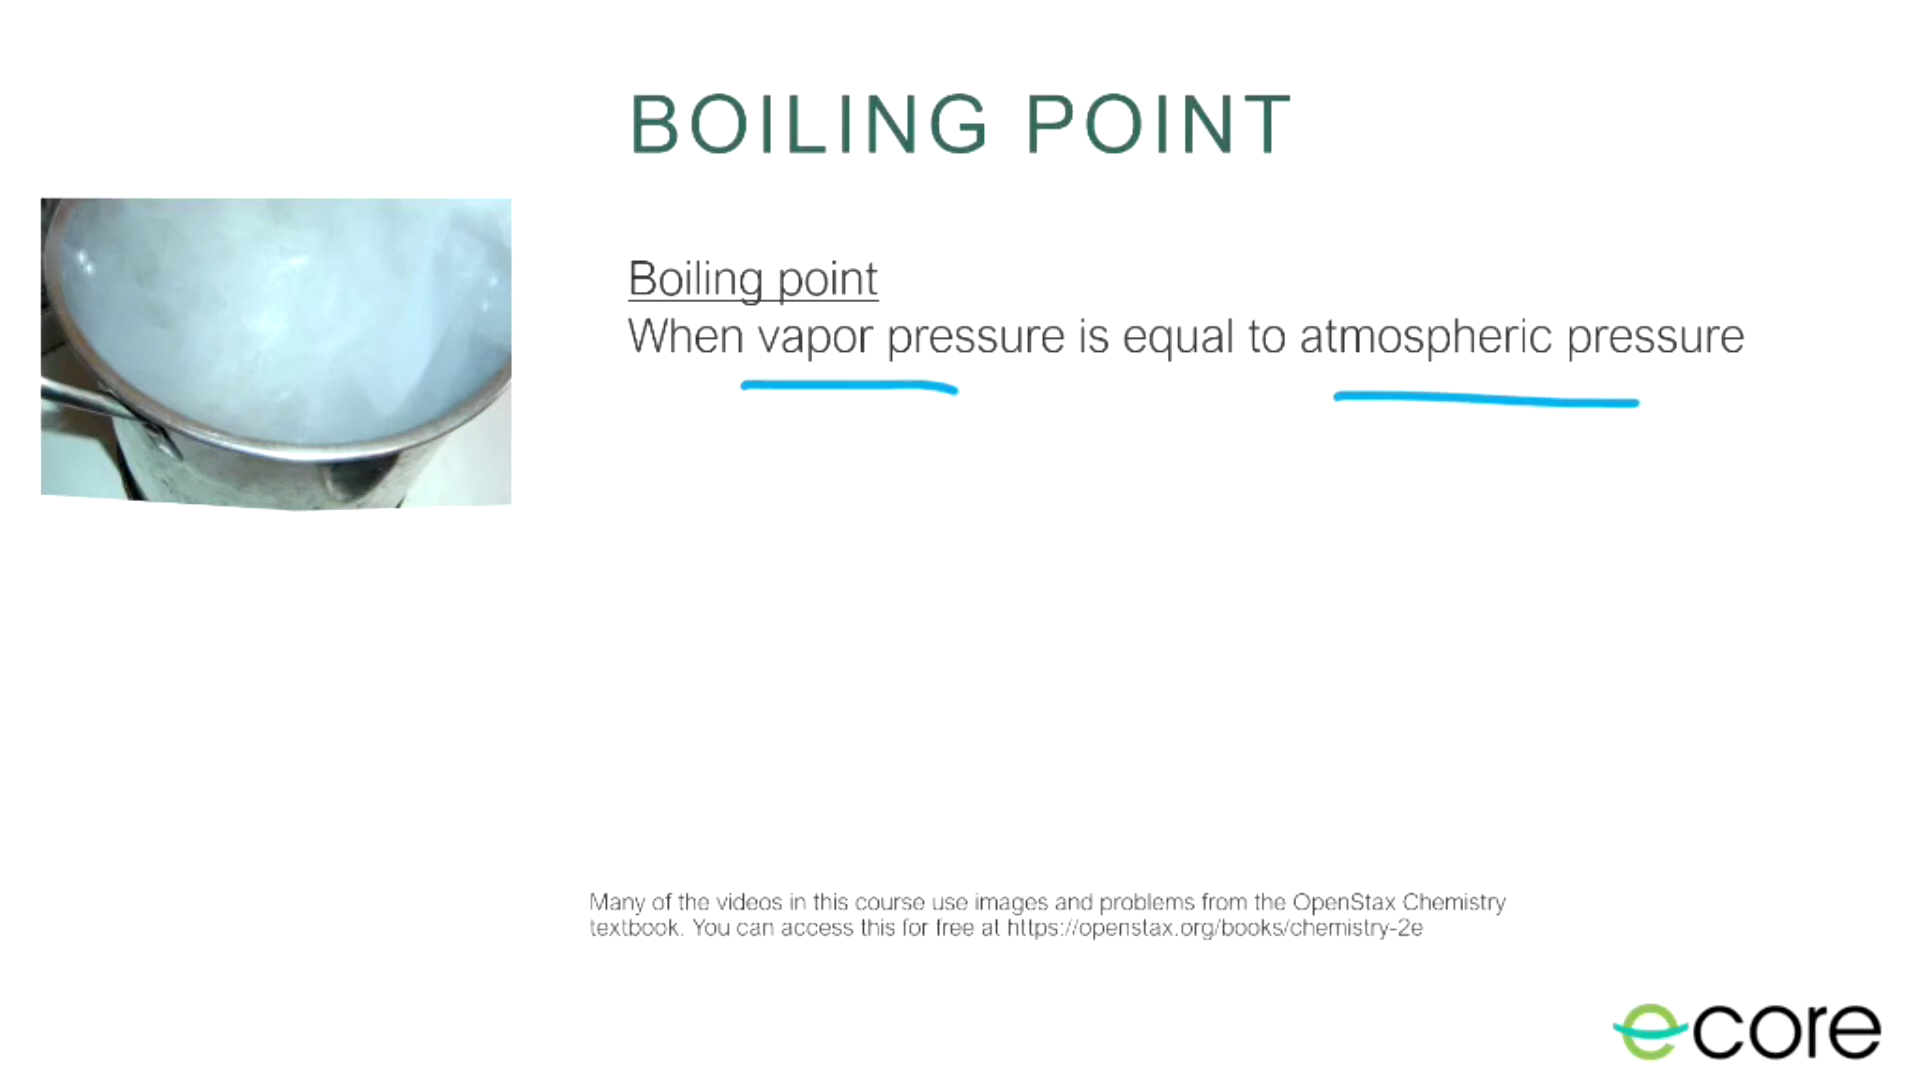 BOILING POINT
Boiling point
When vapor pressure is equal to atmospheric pressure
Many of the videos in this course use images and problems from the OpenStax Chemistry
textbook. You can access this for free at https://openstax.org/books/chemistry-2e
ecore